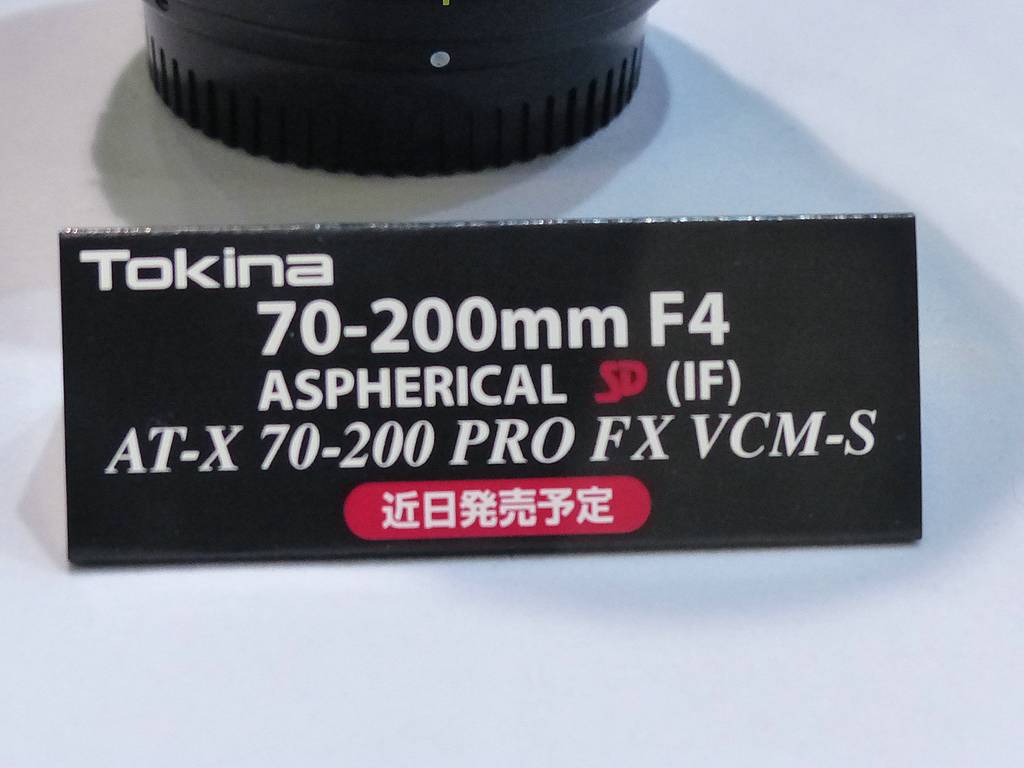 Tokina
70-200mm F4
ASPHERICAL SD (IF)
AT-X 70-200 PRO FX VCM-S
近日発売予定